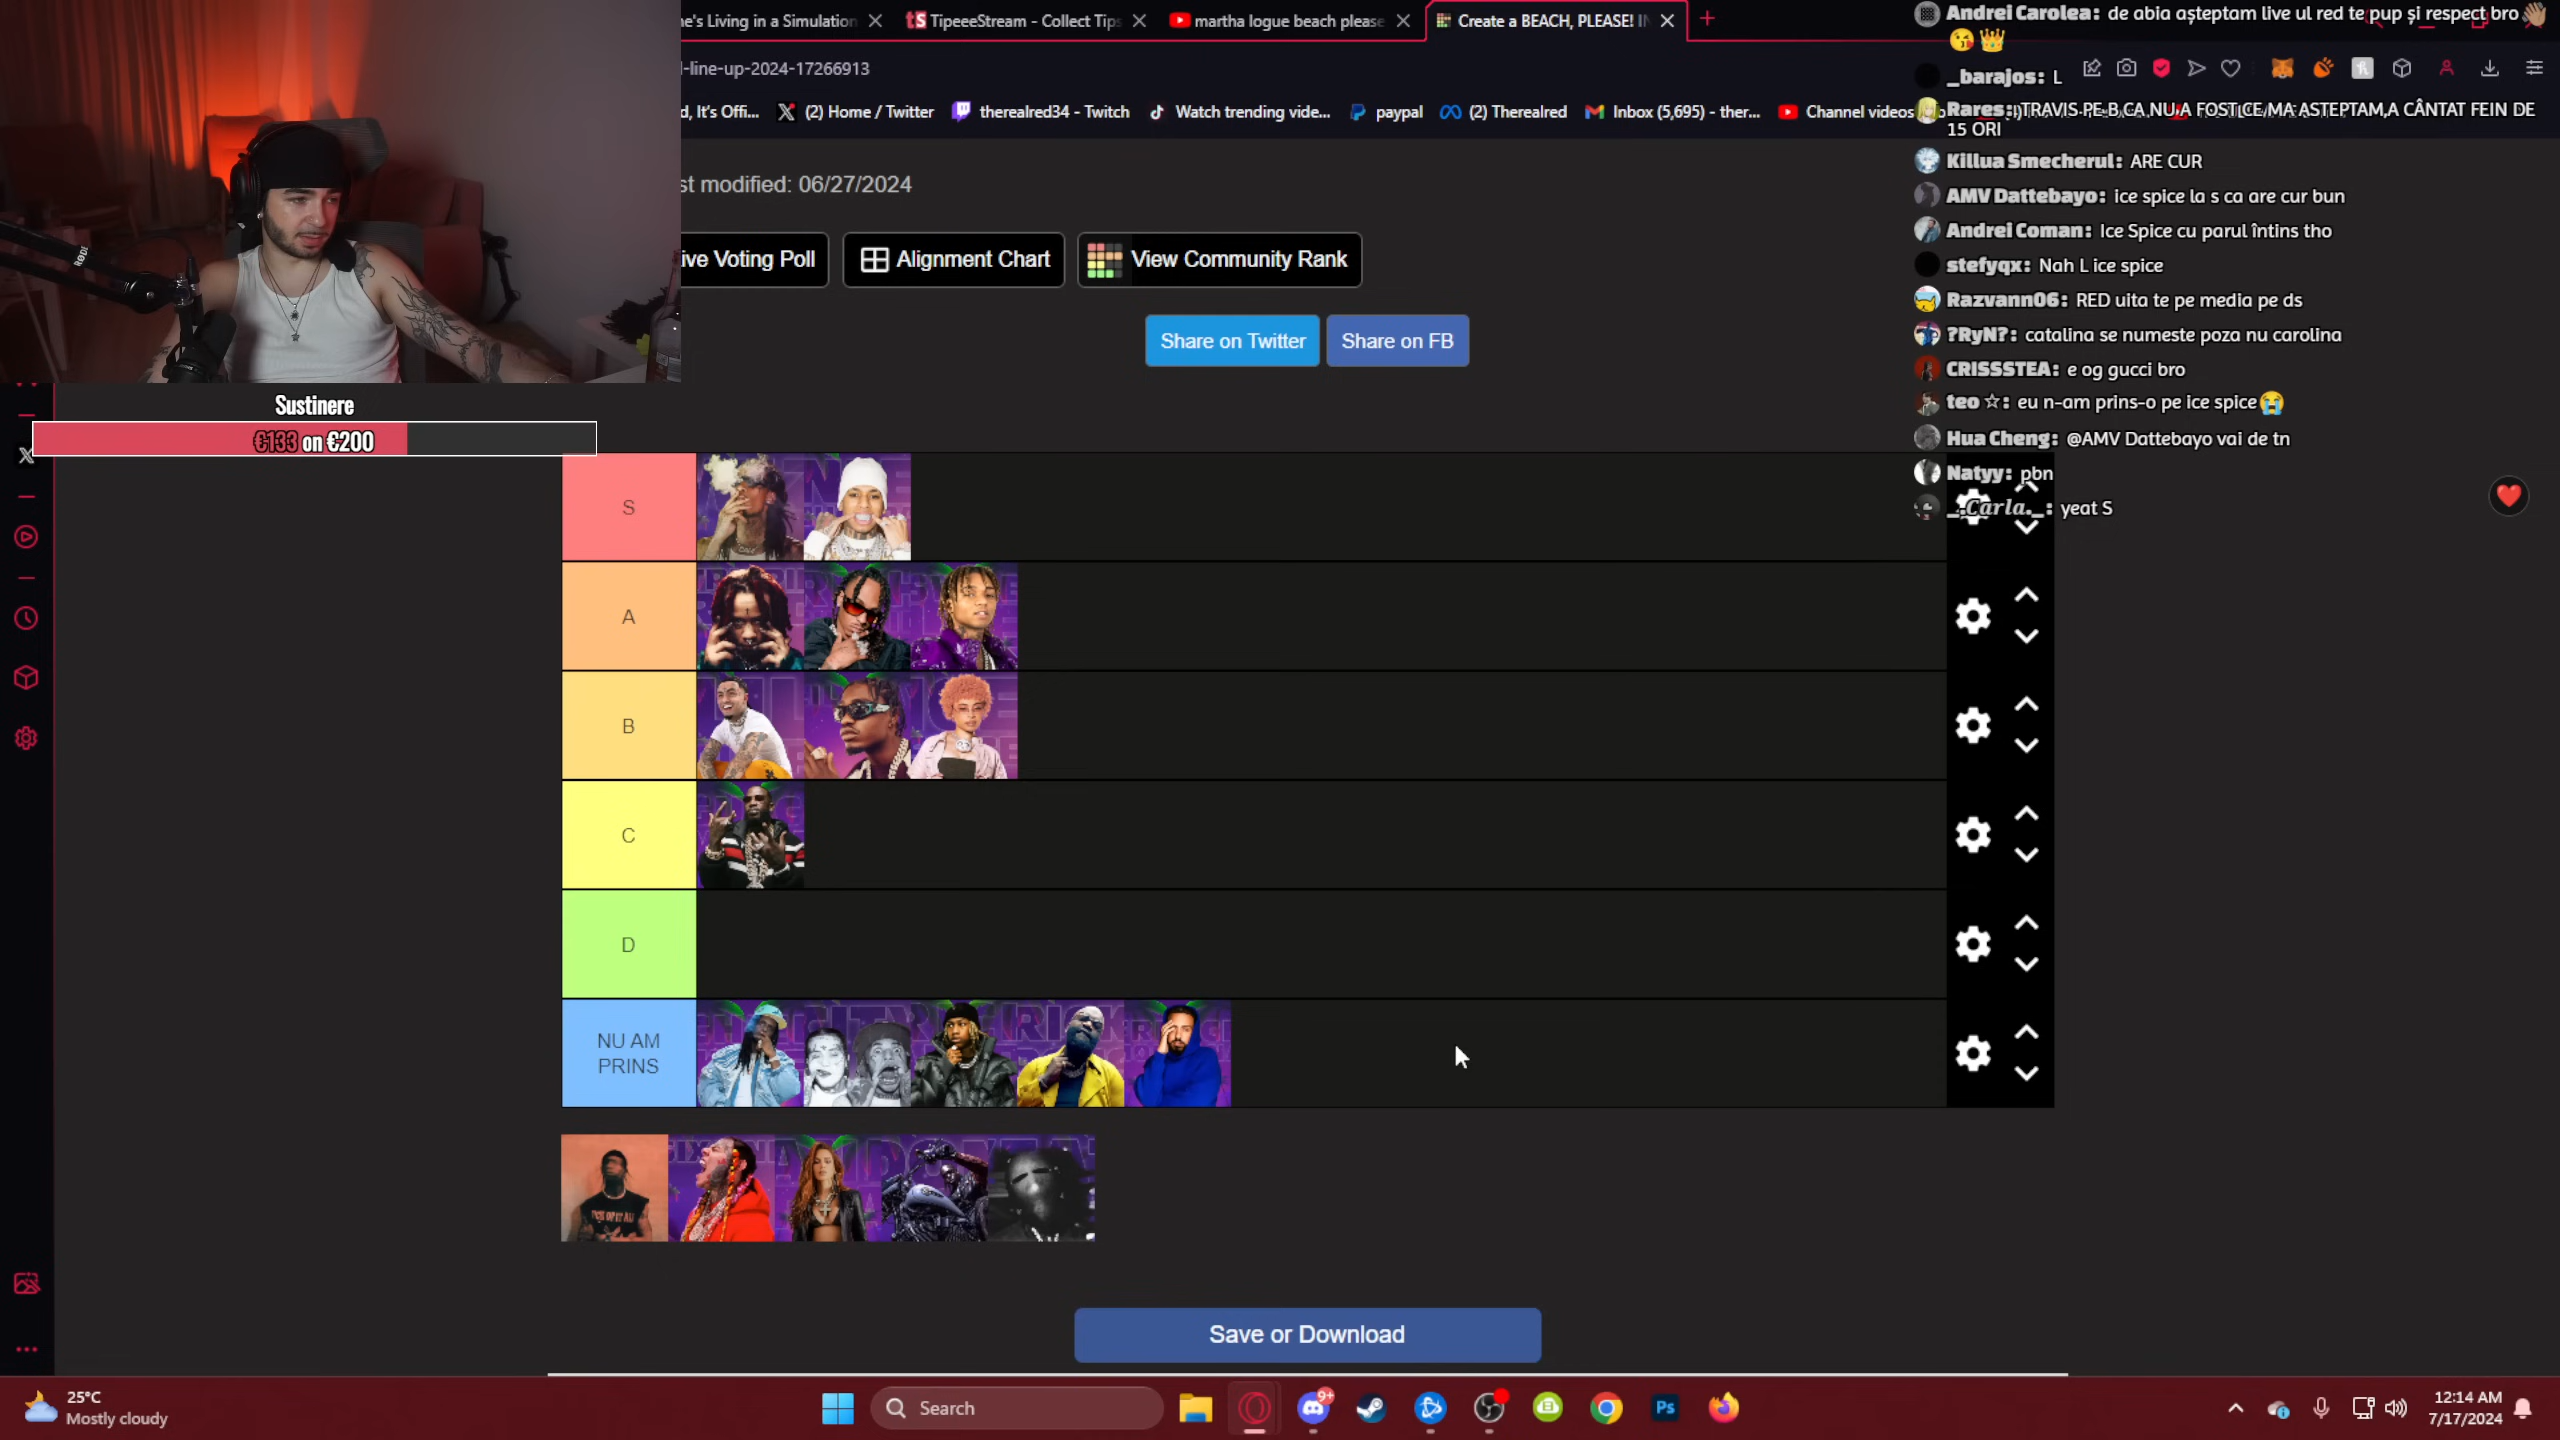 ne's Living in a Simulation
TipeeeStream - Collect Tips
martha logue beach please
Create a BEACH, PLEASE! IN
l-line-up-2024-17266913
d, It's Offi...
(2) Home / Twitter
therealred34 - Twitch
Watch trending vide...
paypal
(2) Therealred
Inbox (5,695) - ther...
Channel videos
st modified: 06/27/2024
ive Voting Poll
Alignment Chart
View Community Rank
Share on Twitter
Share on FB
RØDE
Sustinere
€133 on €200
Andrei Carolea: de abia așteptam live ul red te pup și respect bro👋🏽
😘👑
_barajos: L
Rares: TRAVIS PE B CA NU A FOST CE MA ASTEPTAM,A CÂNTAT FEIN DE
15 ORI
Killua Smecherul: ARE CUR
AMV Dattebayo: ice spice la s ca are cur bun
Andrei Coman: Ice Spice cu parul întins tho
stefyqx: Nah L ice spice
Razvann06: RED uita te pe media pe ds
?RyN?: catalina se numeste poza nu carolina
CRISSSTEA: e og gucci bro
teo ☆: eu n-am prins-o pe ice spice😭
Hua Cheng: @AMV Dattebayo vai de tn
Natyy: pbn
_.Carla._: yeat S
S
A
B
C
D
NU AM
PRINS
Save or Download
25°C
Mostly cloudy
Search
9+
Ps
12:14 AM
7/17/2024